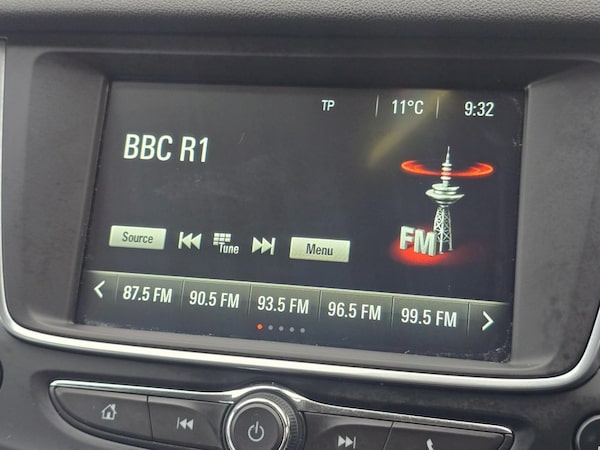 TP 11°C 9:32
BBC R1
FM
Source Tune Menu
87.5 FM 90.5 FM 93.5 FM 96.5 FM 99.5 FM